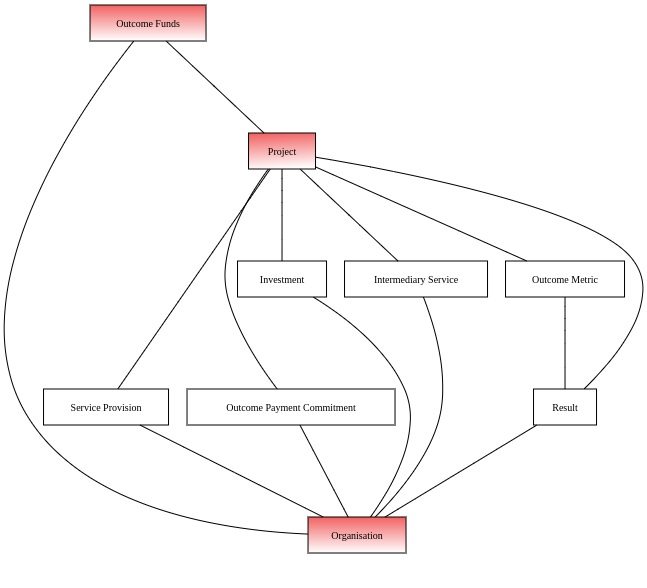 Outcome Funds
Project
Investment
Intermediary Service
Outcome Metric
Service Provision
Outcome Payment Commitment
Result
Organisation